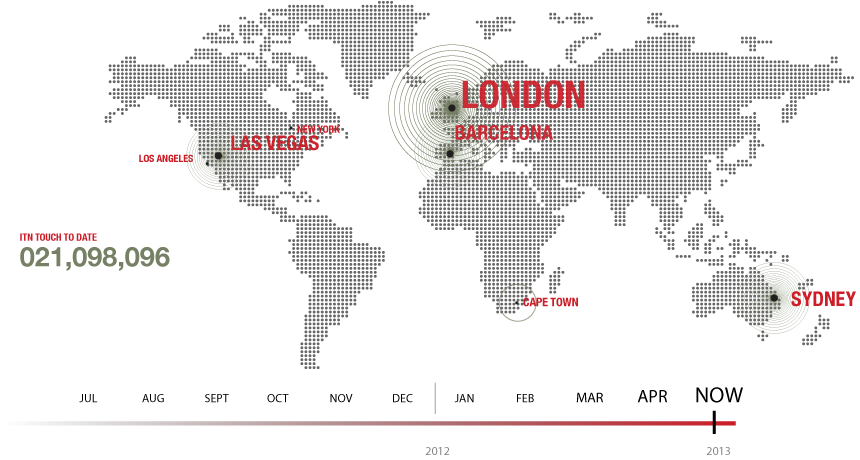 LONDON
NEW YORK
BARCELONA
LAS VEGAS
LOS ANGELES
ITN TOUCH TO DATE
021,098,096
SYDNEY
CAPE TOWN
JUL AUG SEPT OCT NOV DEC JAN FEB MAR APR NOW
2012 2013